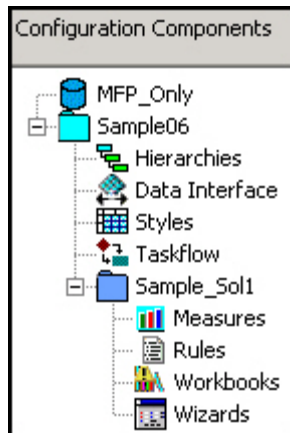 Configuration Components
MFP_Only
Sample06
Hierarchies
Data Interface
Styles
Taskflow
Sample_Sol1
Measures
Rules
Workbooks
Wizards